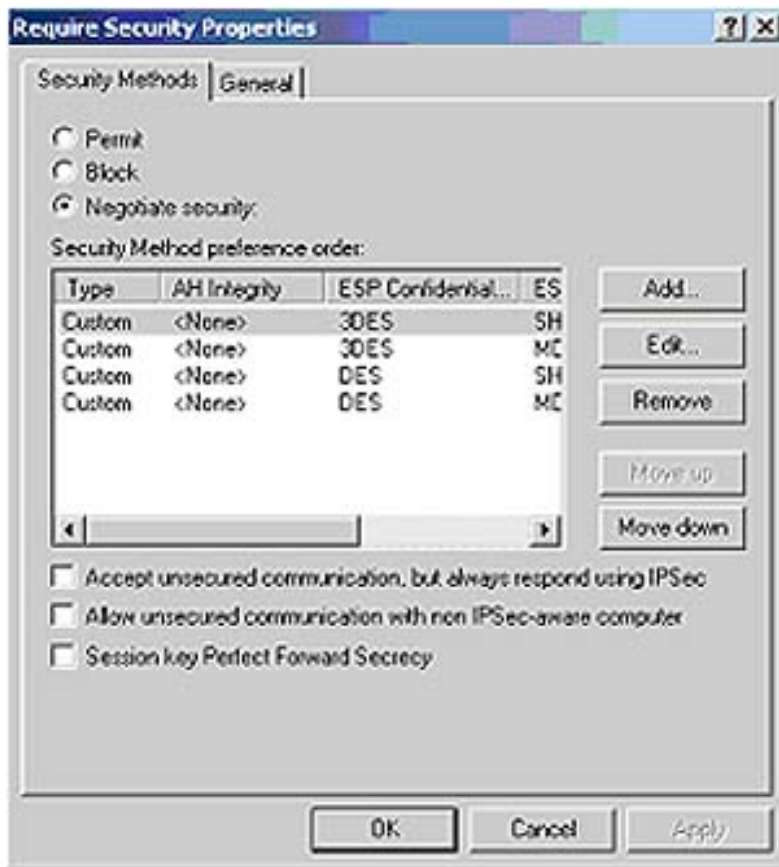 Require Security Properties
Security Methods General
Permit
Block
Negotiate security:
Security Method preference order:
Type AH Integrity ESP Confidential... ES
Custom <None> 3DES SH
Custom <None> 3DES MD
Custom <None> DES SH
Custom <None> DES MD
Add...
Edit...
Remove
Move up
Move down
Accept unsecured communication, but always respond using IPSec
Allow unsecured communication with non IPSec-aware computer
Session key Perfect Forward Secrecy
OK Cancel Apply